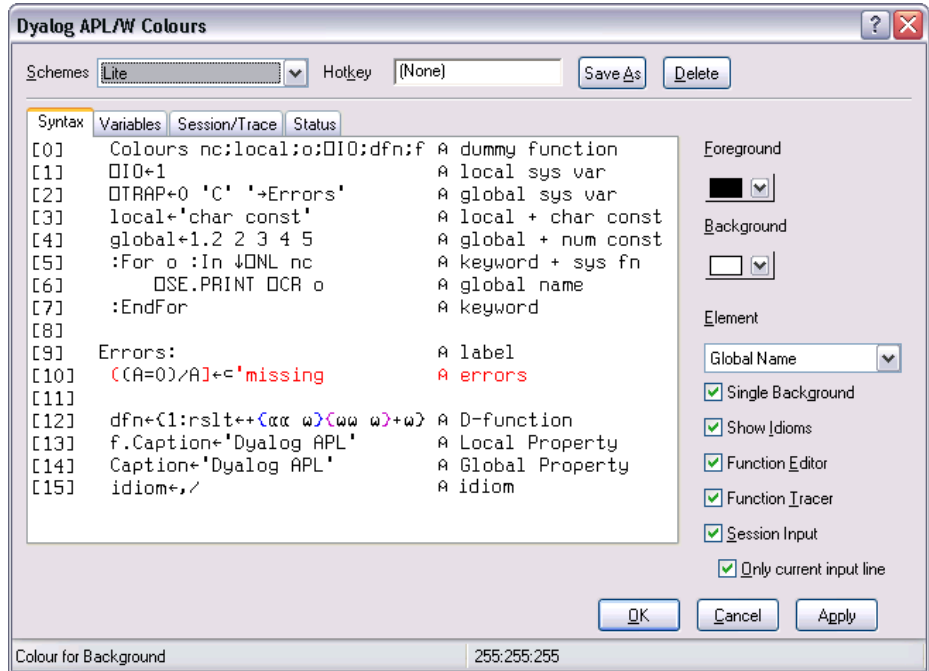 Dyalog APL/W Colours
Schemes Lite Hotkey (None) Save As Delete
Syntax Variables Session/Trace Status
[0] Colours nc;local;o;⎕IO;dfn;f ⍝ dummy function
[1] ⎕IO←1 ⍝ local sys var
[2] ⎕TRAP←0 'C' '→Errors' ⍝ global sys var
[3] local←'char const' ⍝ local + char const
[4] global←1.2 2 3 4 5 ⍝ global + num const
[5] :For o :In ↓⎕NL nc ⍝ keyword + sys fn
[6] ⎕SE.PRINT ⎕CR o ⍝ global name
[7] :EndFor ⍝ keyword
[8]
[9] Errors: ⍝ label
[10] ((A=0)/A]←⊂'missing ⍝ errors
[11]
[12] dfn←{1:rslt←+{⍺⍺ ⍵}{⍵⍵ ⍵}+⍵} ⍝ D-function
[13] f.Caption←'Dyalog APL' ⍝ Local Property
[14] Caption←'Dyalog APL' ⍝ Global Property
[15] idiom←,/ ⍝ idiom
Foreground
Background
Element
Global Name
Single Background
Show Idioms
Function Editor
Function Tracer
Session Input
Only current input line
OK Cancel Apply
Colour for Background 255:255:255